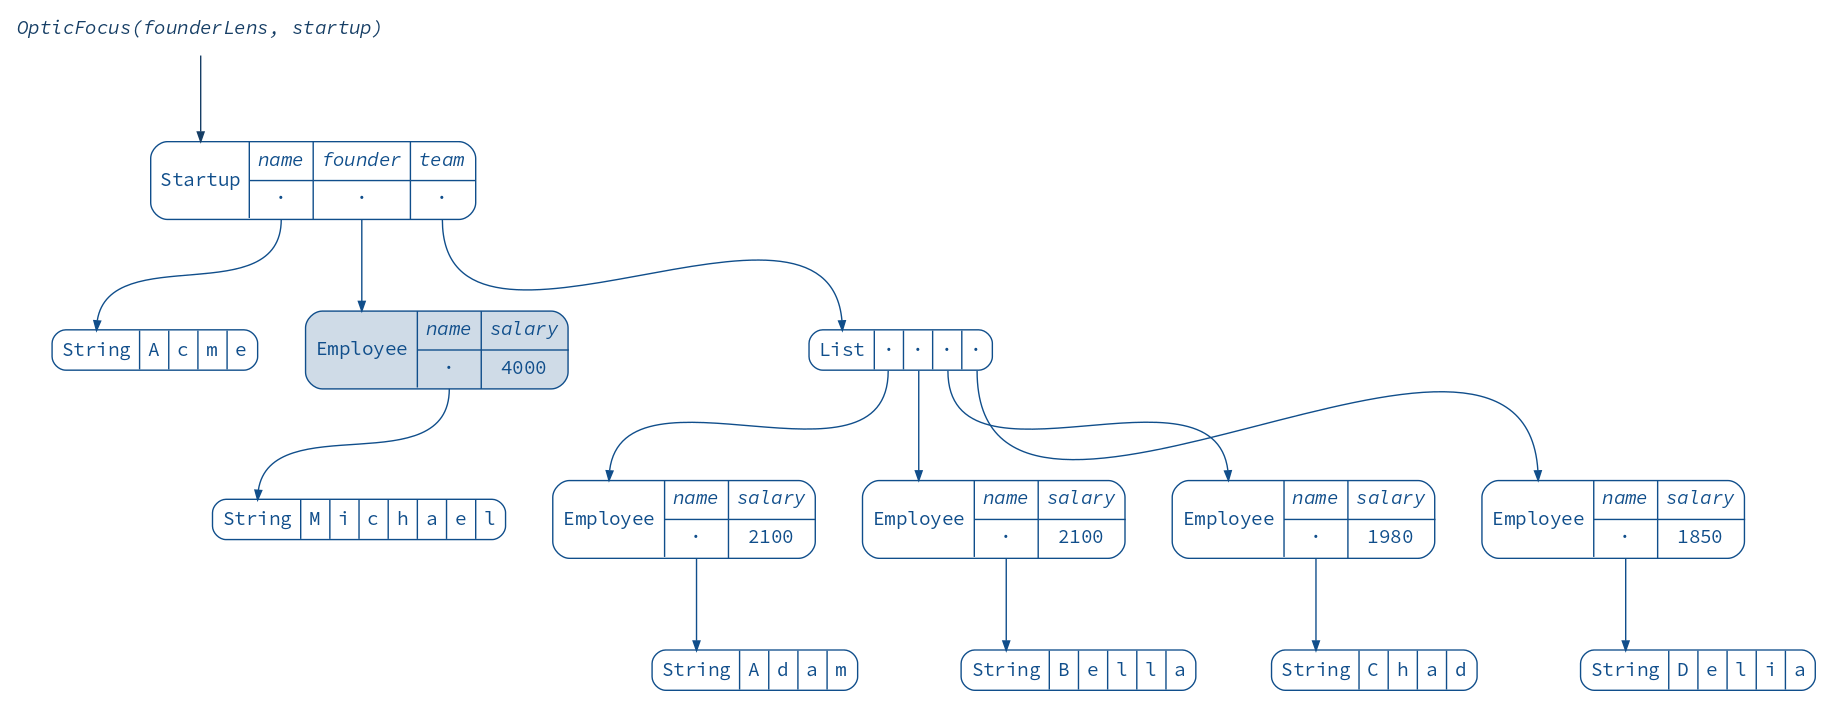 OpticFocus(founderLens, startup)
Startup name founder team
· · ·
String A c m e
Employee name salary
· 4000
List · · · ·
String M i c h a e l
Employee name salary
· 2100
Employee name salary
· 2100
Employee name salary
· 1980
Employee name salary
· 1850
String A d a m
String B e l l a
String C h a d
String D e l i a